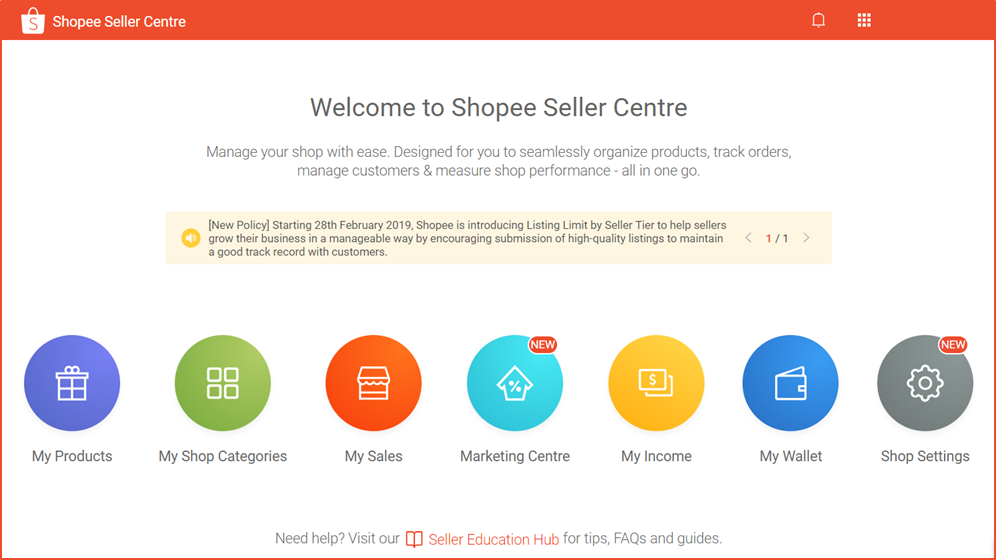 S Shopee Seller Centre
Welcome to Shopee Seller Centre
Manage your shop with ease. Designed for you to seamlessly organize products, track orders,
manage customers & measure shop performance - all in one go.
[New Policy] Starting 28th February 2019, Shopee is introducing Listing Limit by Seller Tier to help sellers
grow their business in a manageable way by encouraging submission of high-quality listings to maintain
a good track record with customers.
< 1 / 1 >
NEW
NEW
% $
My Products My Shop Categories My Sales Marketing Centre My Income My Wallet Shop Settings
Need help? Visit our Seller Education Hub for tips, FAQs and guides.